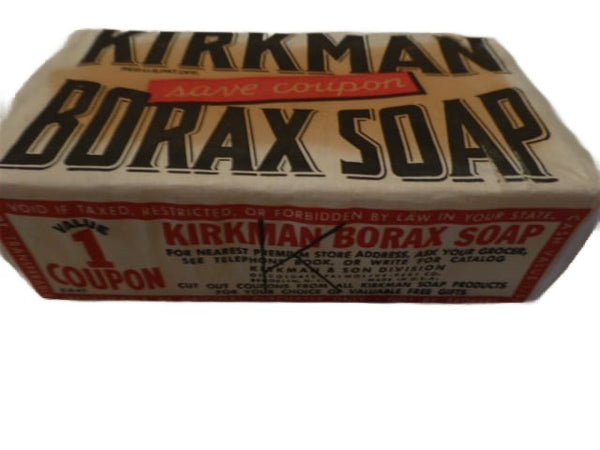 KIRKMAN
save coupon
BORAX SOAP
VOID IF TAXED, RESTRICTED, OR FORBIDDEN BY LAW IN YOUR STATE.
VALUE
1
COUPON
KIRKMAN BORAX SOAP
FOR NEAREST PREMIUM STORE ADDRESS, ASK YOUR GROCER,
SEE TELEPHONE BOOK, OR WRITE FOR CATALOG
KIRKMAN & SON DIVISION
CUT OUT COUPONS FROM ALL KIRKMAN SOAP PRODUCTS
FOR YOUR CHOICE OF VALUABLE FREE GIFTS
CASH VALUE